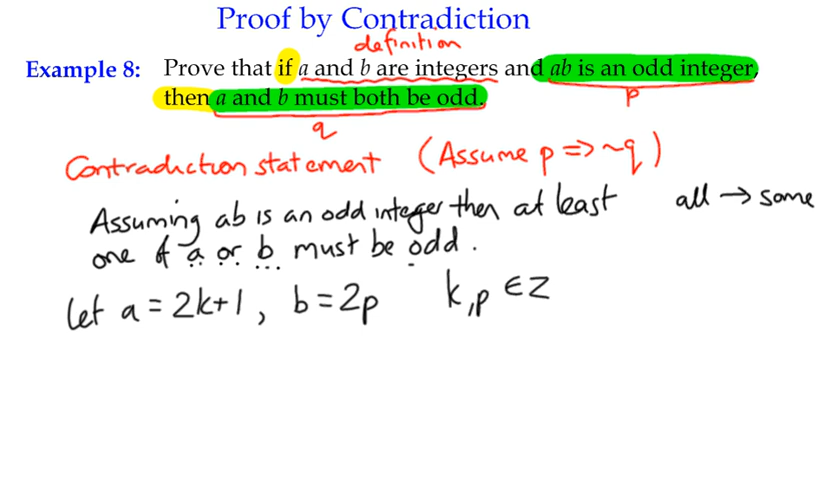 Proof by Contradiction
definition
Example 8: Prove that if a and b are integers and ab is an odd integer,
then a and b must both be odd.
p
q
Contradiction statement (Assume p => ~q)
Assuming ab is an odd integer then at least all → some
one of a or b must be odd.
let a = 2k+1, b = 2p k, p ∈ Z